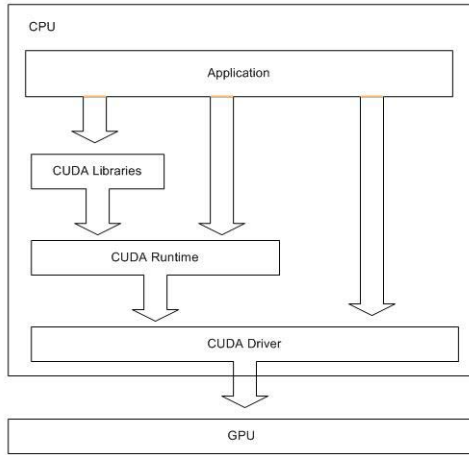 CPU
Application
CUDA Libraries
CUDA Runtime
CUDA Driver
GPU